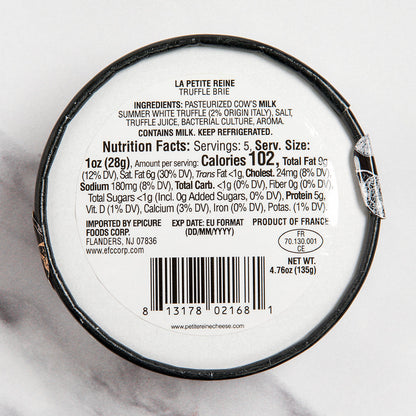 LA PETITE REINE
TRUFFLE BRIE
INGREDIENTS: PASTEURIZED COW'S MILK
SUMMER WHITE TRUFFLE (2% ORIGIN ITALY), SALT,
TRUFFLE JUICE, BACTERIAL CULTURE, AROMA.
CONTAINS MILK. KEEP REFRIGERATED.
Nutrition Facts: Servings: 5, Serv. Size:
1oz (28g), Amount per serving: Calories 102, Total Fat 9g
(12% DV), Sat. Fat 6g (30% DV), Trans Fat <1g, Cholest. 24mg (8% DV),
Sodium 180mg (8% DV), Total Carb. <1g (0% DV), Fiber 0g (0% DV),
Total Sugars <1g (Incl. 0g Added Sugars, 0% DV), Protein 5g,
Vit. D (1% DV), Calcium (3% DV), Iron (0% DV), Potas. (1% DV).
IMPORTED BY EPICURE
FOODS CORP.
FLANDERS, NJ 07836
www.efccorp.com
EXP DATE: EU FORMAT
(DD/MM/YYYY)
PRODUCT OF FRANCE
FR
70.130.001
CE
NET WT.
4.76oz (135g)
8 13178 02168 1
www.petitereinecheese.com